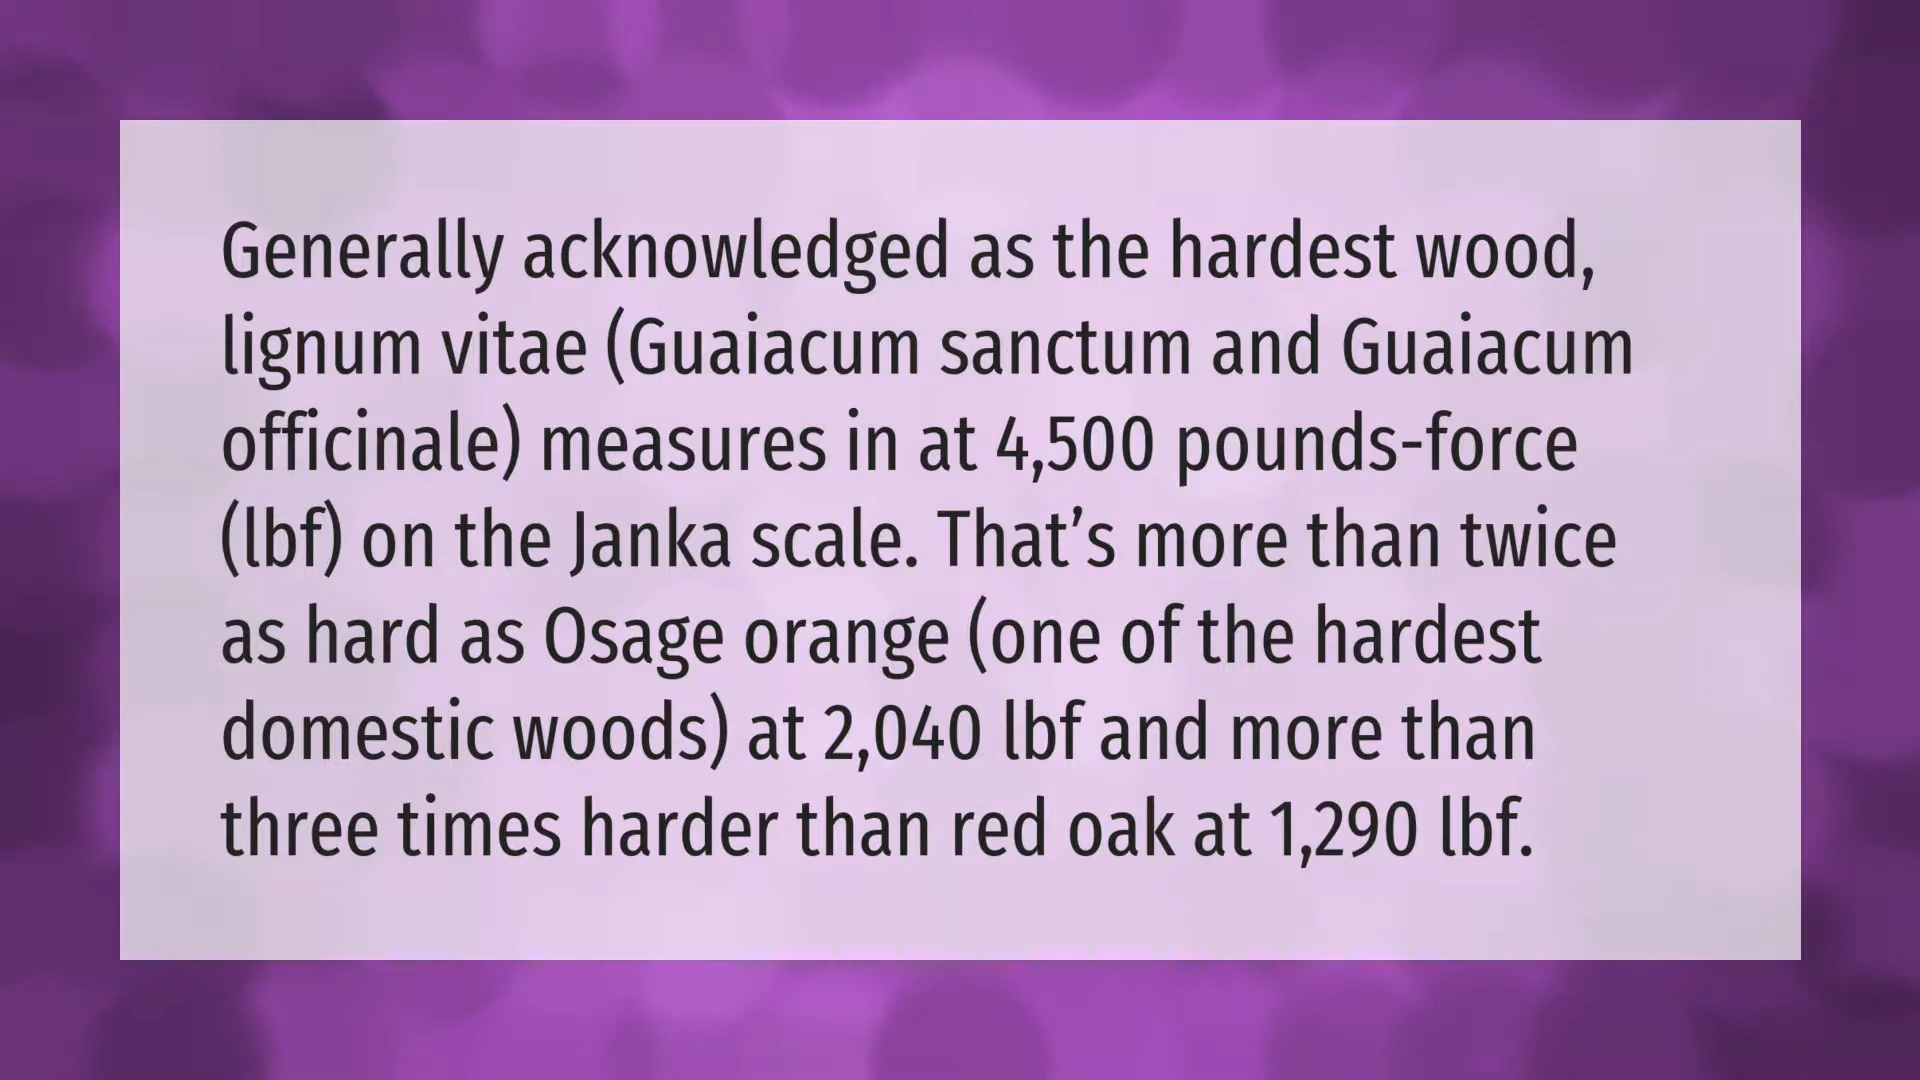 Generally acknowledged as the hardest wood,
lignum vitae (Guaiacum sanctum and Guaiacum
officinale) measures in at 4,500 pounds-force
(lbf) on the Janka scale. That’s more than twice
as hard as Osage orange (one of the hardest
domestic woods) at 2,040 lbf and more than
three times harder than red oak at 1,290 lbf.